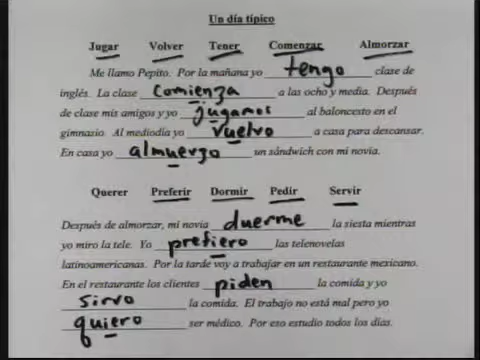 Un día típico
Jugar Volver Tener Comenzar Almorzar
Me llamo Pepito. Por la mañana yo tengo clase de
inglés. La clase comienza a las ocho y media. Después
de clase mis amigos y yo jugamos al baloncesto en el
gimnasio. Al mediodía yo vuelvo a casa para descansar.
En casa yo almuerzo un sándwich con mi novia.
Querer Preferir Dormir Pedir Servir
Después de almorzar, mi novia duerme la siesta mientras
yo miro la tele. Yo prefiero las telenovelas
latinoamericanas. Por la tarde voy a trabajar en un restaurante mexicano.
En el restaurante los clientes piden la comida y yo
sirvo la comida. El trabajo no está mal pero yo
quiero ser médico. Por eso estudio todos los días.